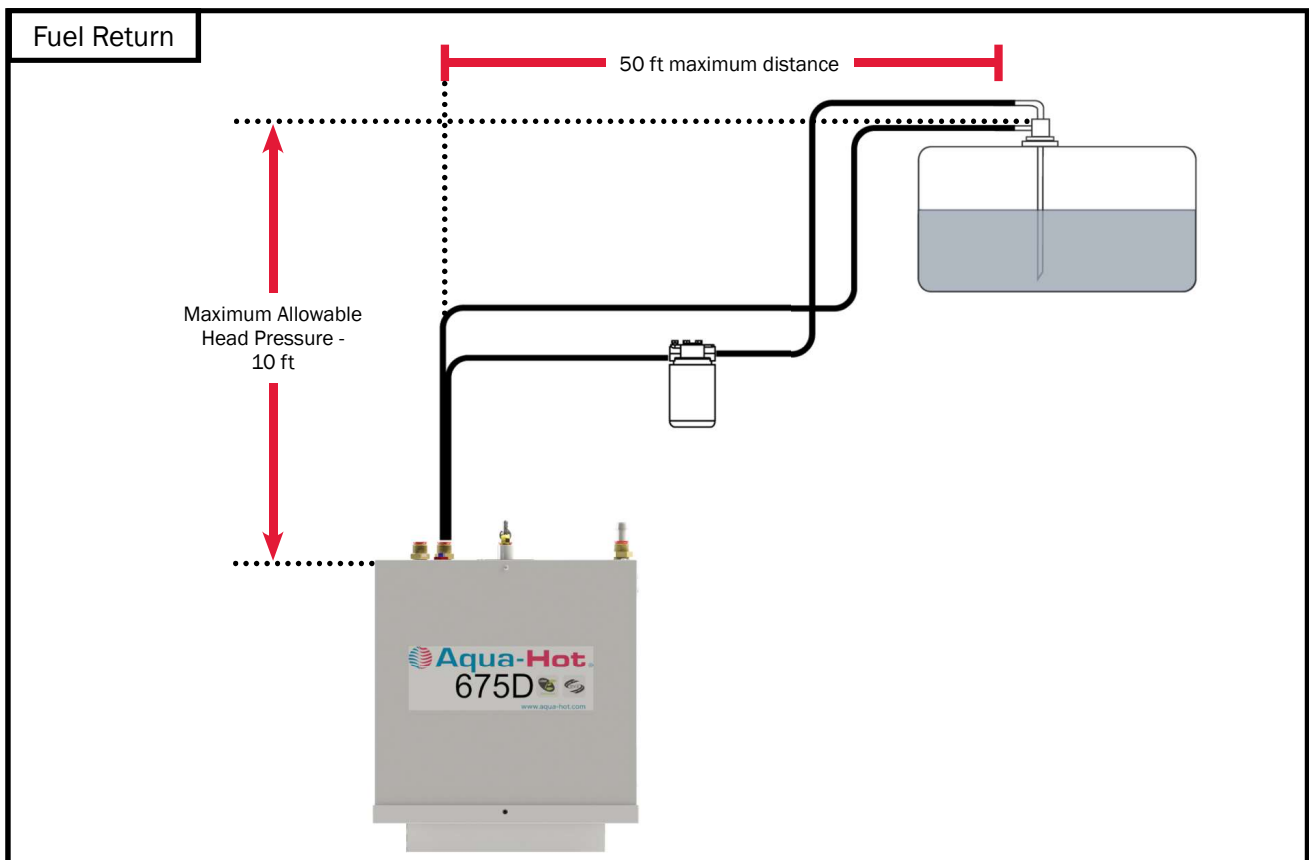 Fuel Return
50 ft maximum distance
Maximum Allowable
Head Pressure -
10 ft
Aqua-Hot
675D
www.aqua-hot.com